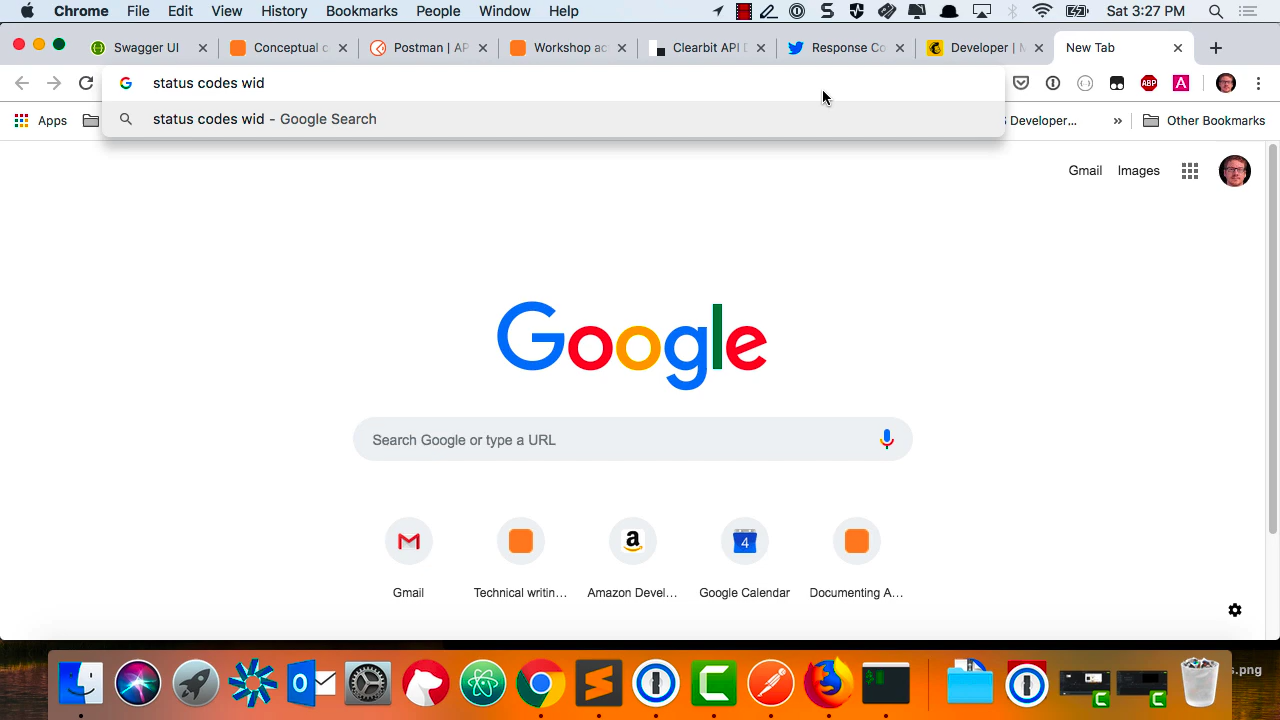 Chrome File Edit View History Bookmarks People Window Help Sat 3:27 PM
Swagger UI Conceptual c Postman | AP Workshop ac Clearbit API D Response Co Developer | M New Tab
status codes wid
status codes wid - Google Search
Apps S Developer... » Other Bookmarks
ABP A
Gmail Images
Google
Search Google or type a URL
4
Gmail Technical writin... Amazon Devel... Google Calendar Documenting A...
s.png